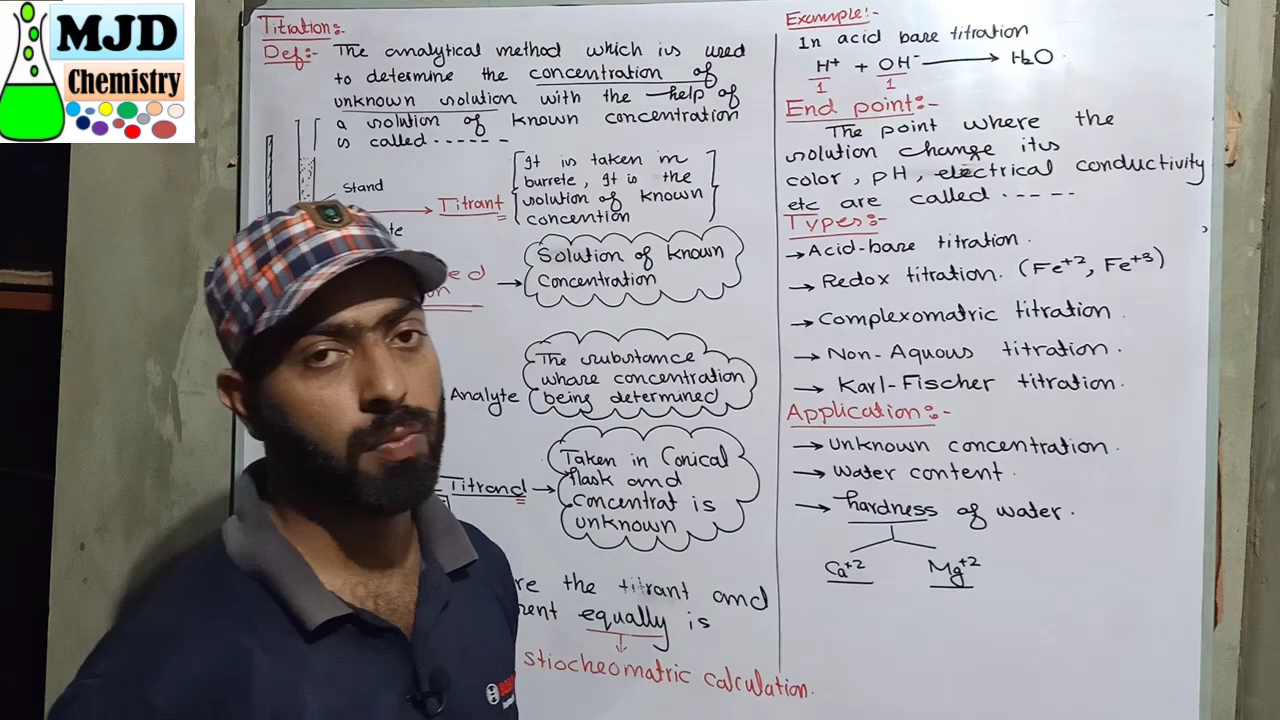 MJD
Chemistry
Titration:-
Def:- The analytical method which is used
to determine the concentration of
unknown solution with the help of
a solution of known concentration
is called ------
Stand
Titrant
It is taken in
burrete, It is the
solution of known
concention
Solution of known
concentration
Analyte
The substance
whare concentration
being determined
Titrand
Taken in Conical
flask and
concentrat is
unknown
the titrant and
equally is
stiocheomatric calculation.
Example:-
In acid base titration
H+ + OH- → H2O
1 1
End point:-
The point where the
solution change its
color, pH, electrical conductivity
etc are called -----
Types:-
→ Acid-base titration.
→ Redox titration. (Fe+2, Fe+3)
→ Complexomatric titration.
→ Non-Aquous titration.
→ Karl-Fischer titration.
Application:-
→ unknown concentration.
→ water content.
→ hardness of water.
Ca+2 Mg+2